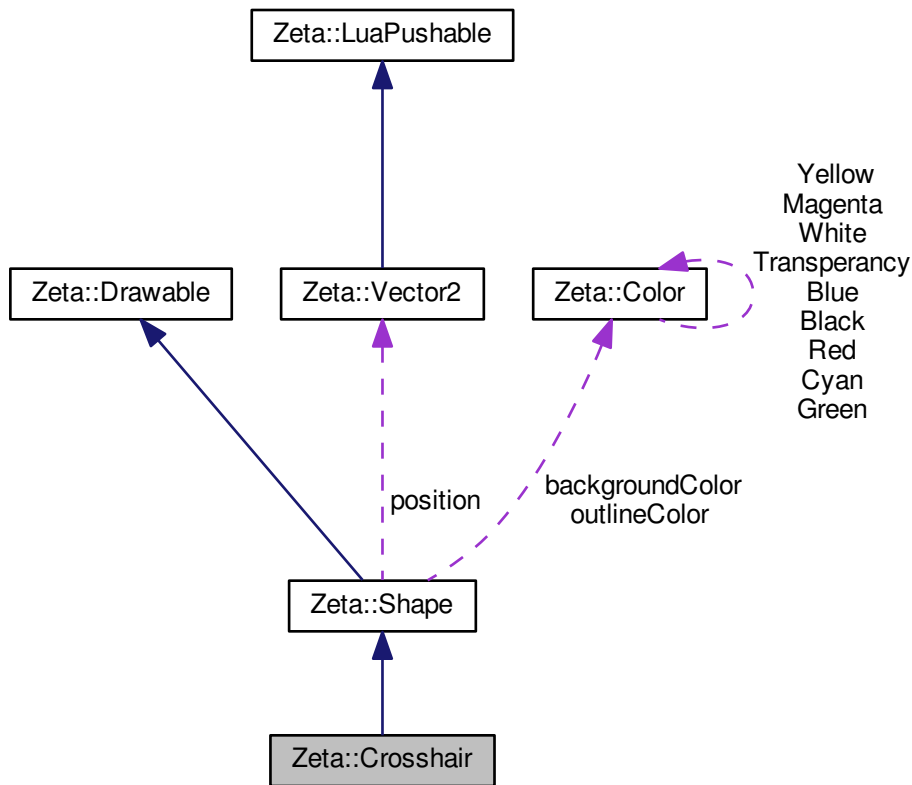 Zeta::LuaPushable
Yellow
Magenta
White
Transperancy
Blue
Black
Red
Cyan
Green
Zeta::Drawable
Zeta::Vector2
Zeta::Color
position
backgroundColor
outlineColor
Zeta::Shape
Zeta::Crosshair